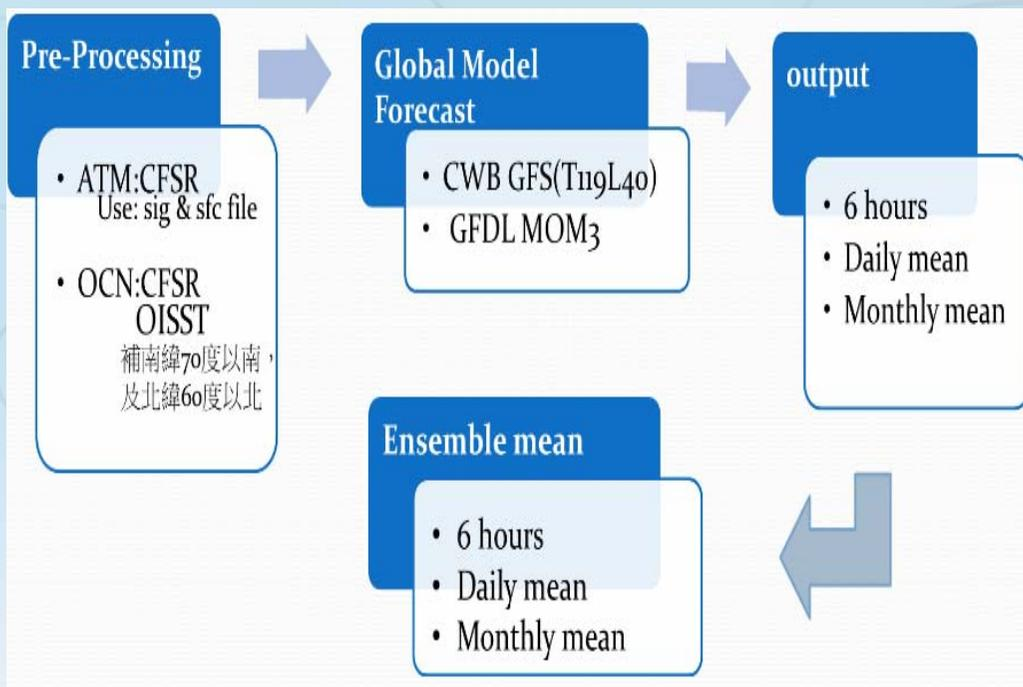 Pre-Processing
• ATM:CFSR
Use: sig & sfc file
• OCN:CFSR
OISST
補南緯70度以南，
及北緯60度以北
Global Model
Forecast
• CWB GFS(T119L40)
• GFDL MOM3
output
• 6 hours
• Daily mean
• Monthly mean
Ensemble mean
• 6 hours
• Daily mean
• Monthly mean